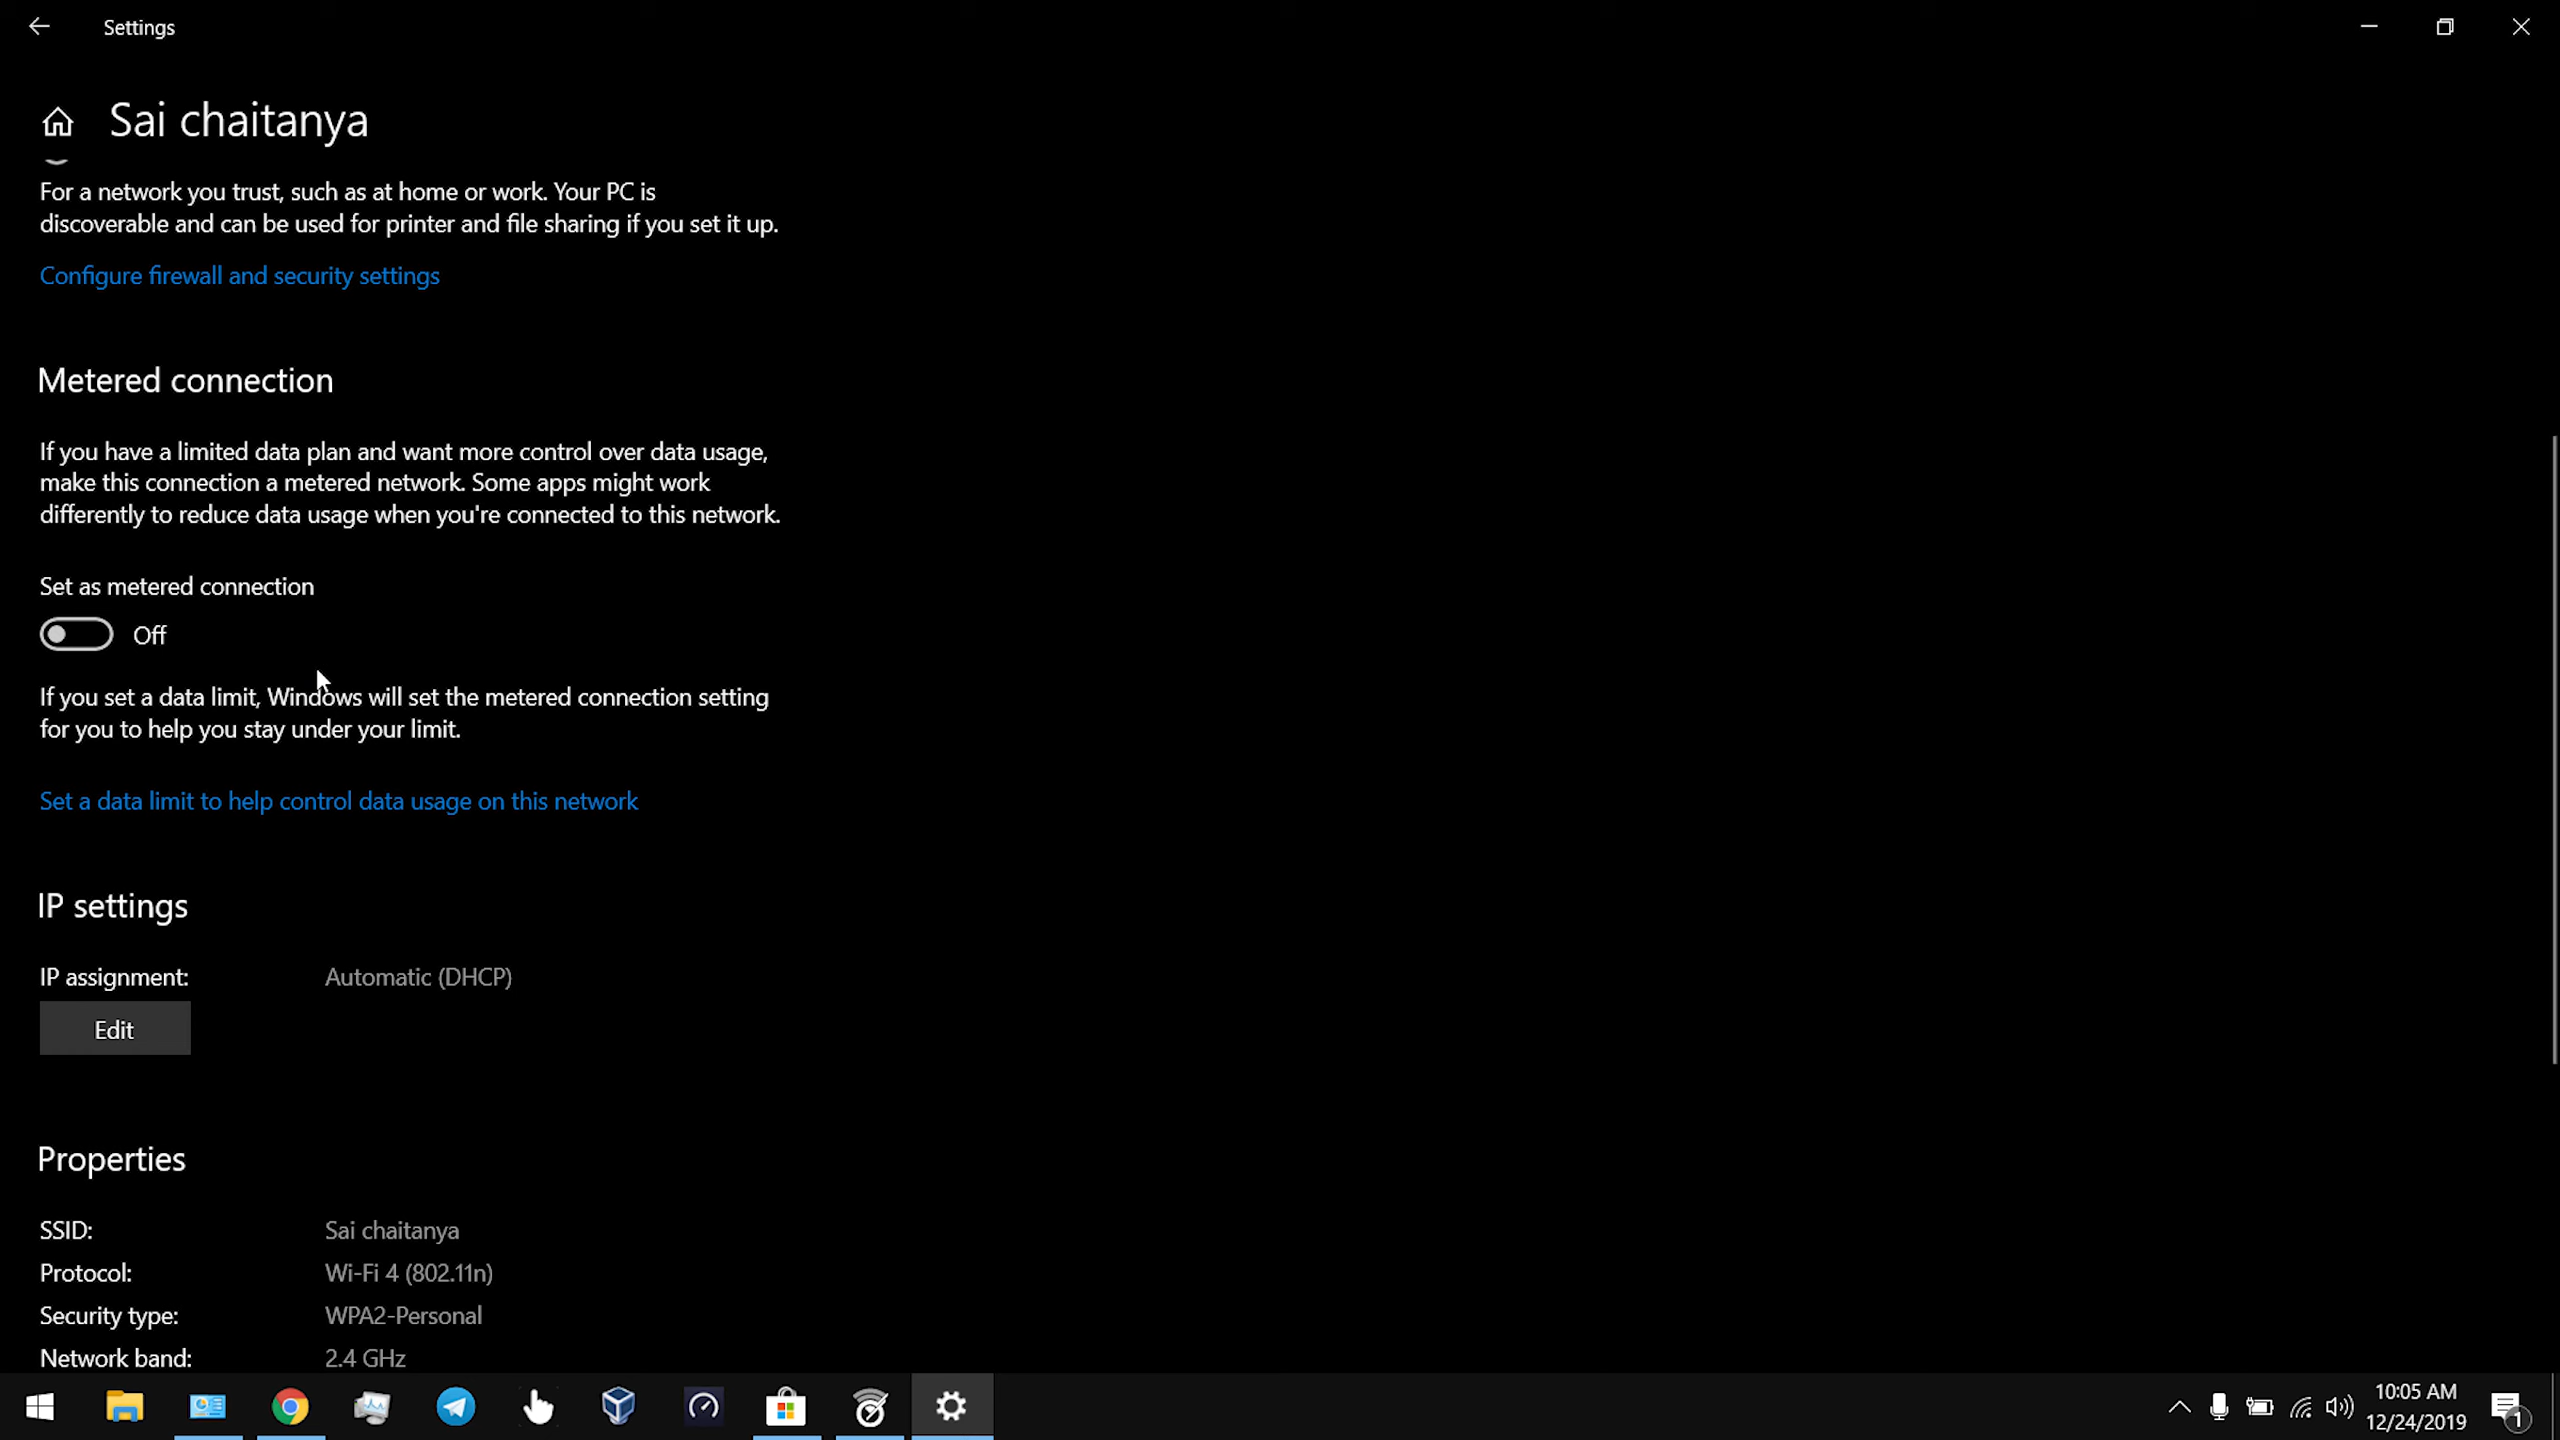 Settings
Sai chaitanya
For a network you trust, such as at home or work. Your PC is
discoverable and can be used for printer and file sharing if you set it up.
Configure firewall and security settings
Metered connection
If you have a limited data plan and want more control over data usage,
make this connection a metered network. Some apps might work
differently to reduce data usage when you're connected to this network.
Set as metered connection
Off
If you set a data limit, Windows will set the metered connection setting
for you to help you stay under your limit.
Set a data limit to help control data usage on this network
IP settings
IP assignment: Automatic (DHCP)
Edit
Properties
SSID: Sai chaitanya
Protocol: Wi-Fi 4 (802.11n)
Security type: WPA2-Personal
Network band: 2.4 GHz
10:05 AM
12/24/2019
1